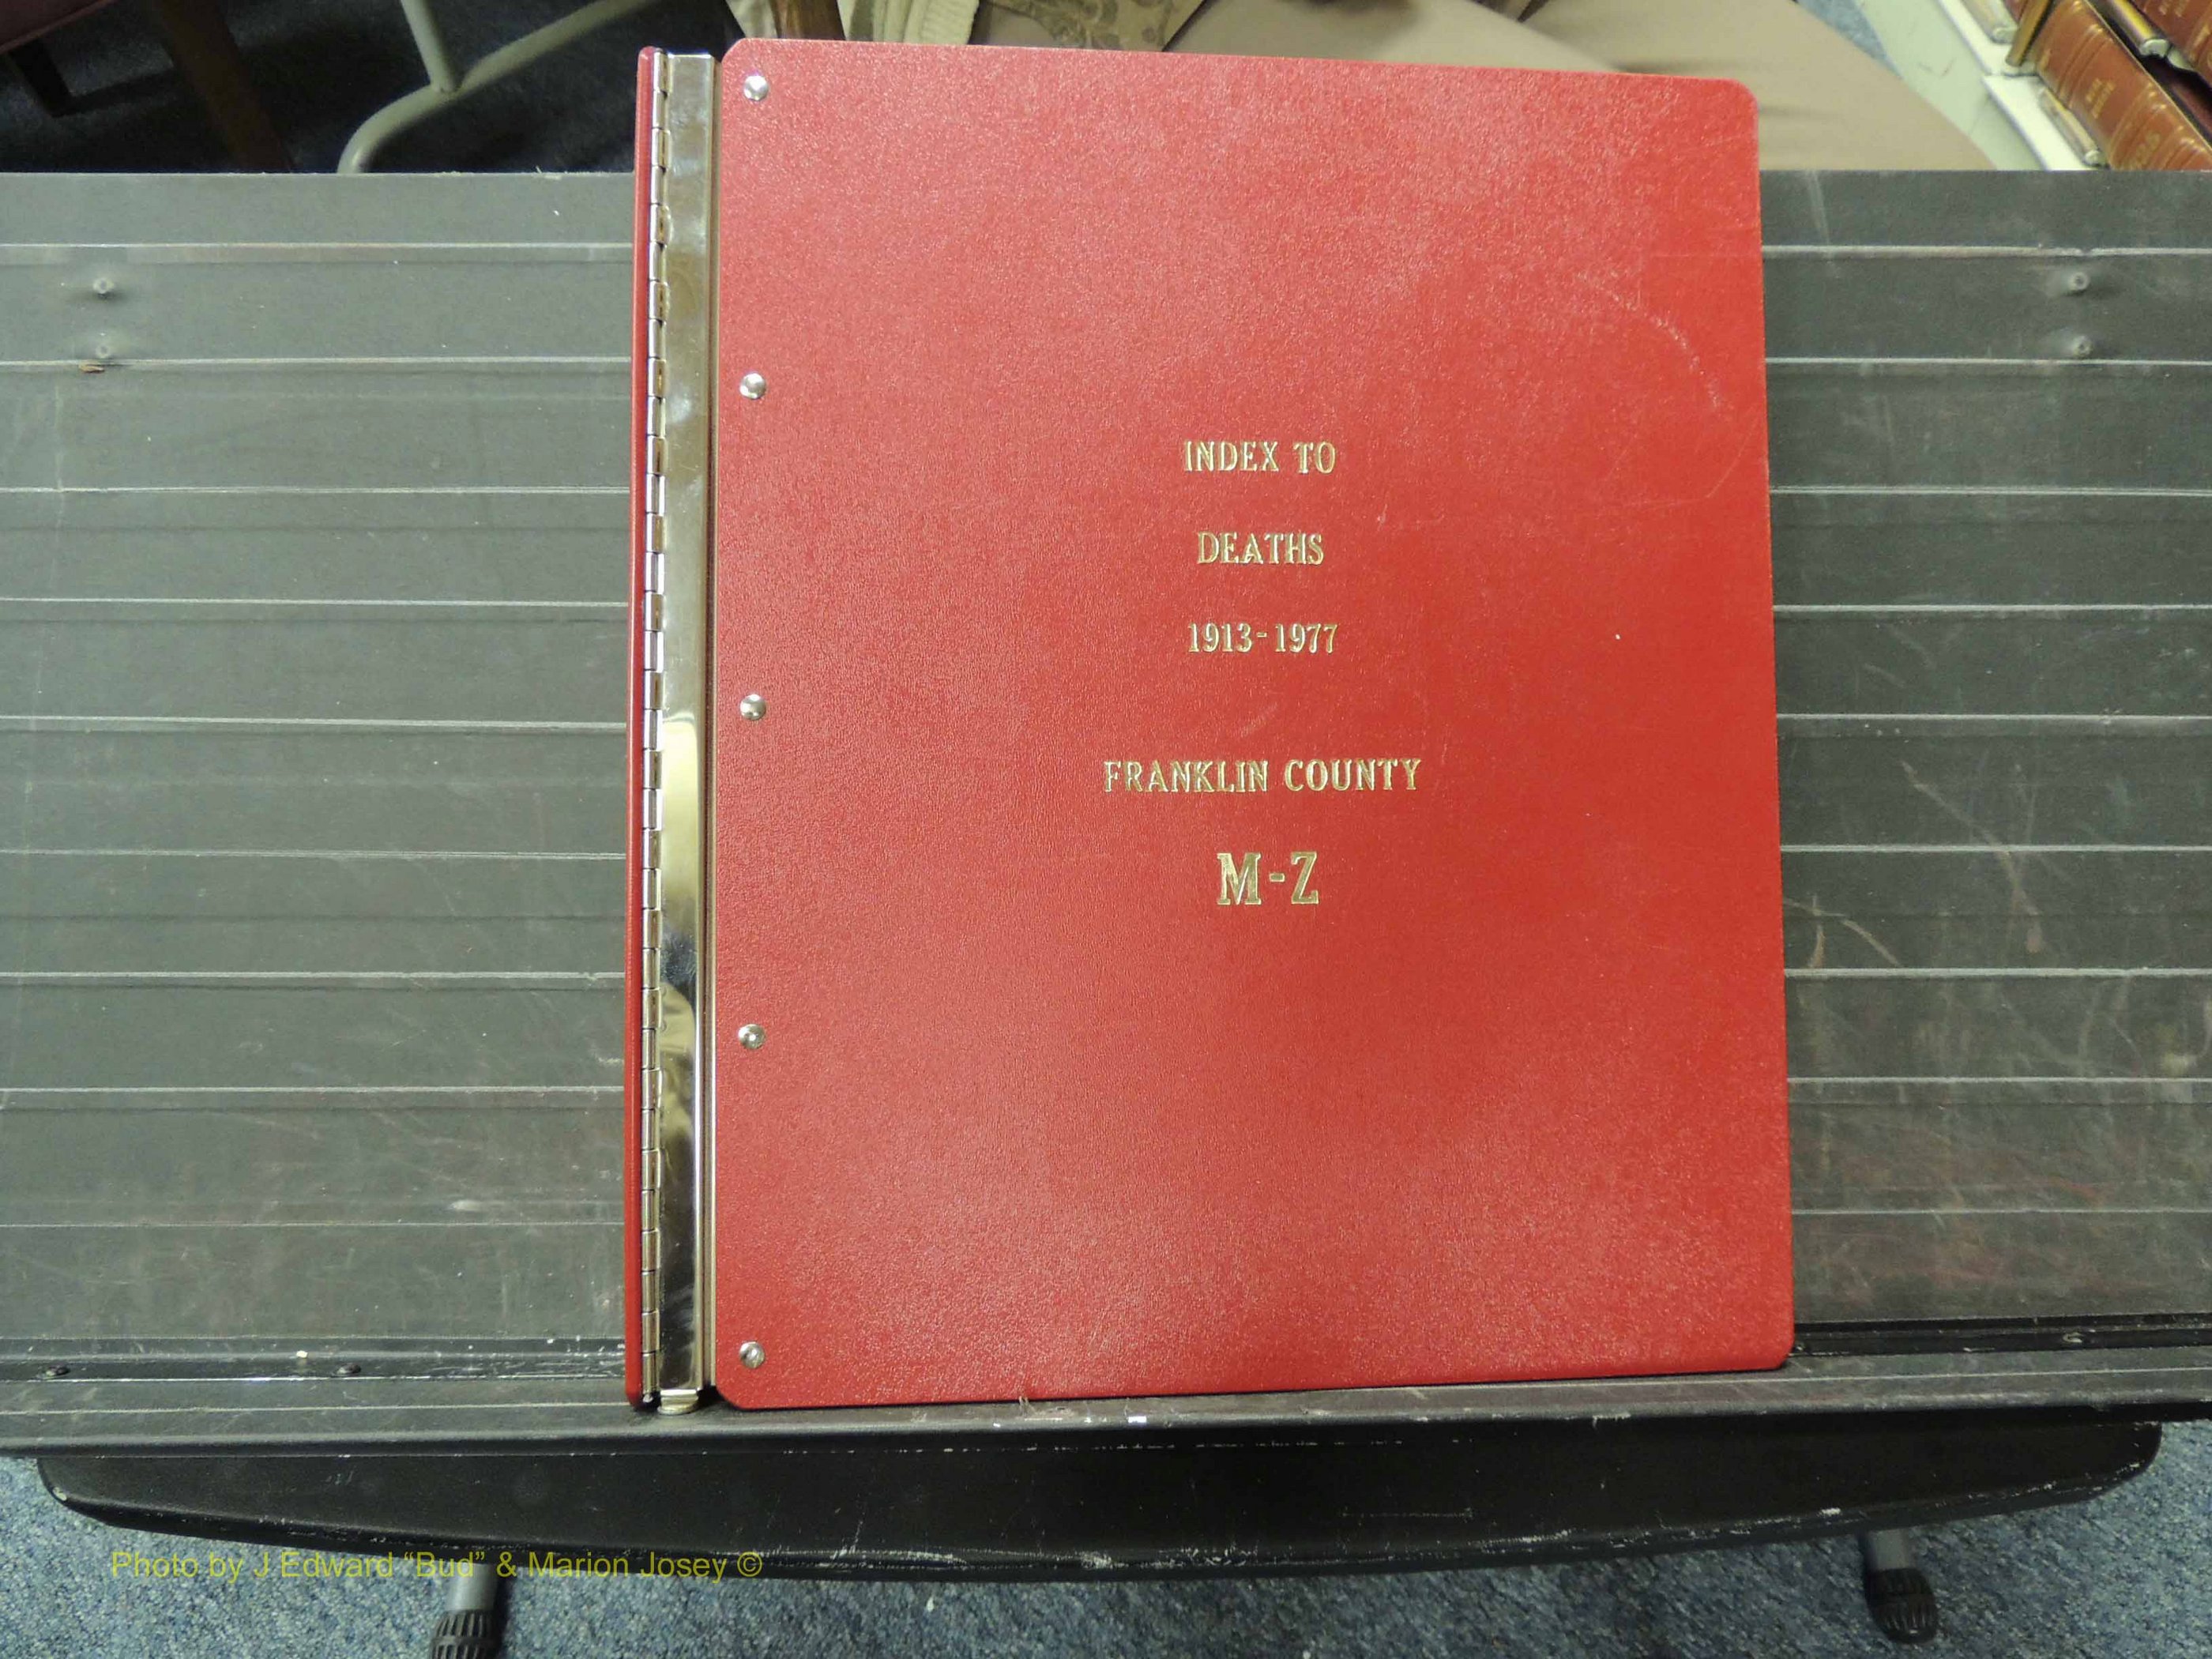 INDEX TO
DEATHS
1913-1977
FRANKLIN COUNTY
M-Z
Photo by J Edward “Bud” & Marion Josey ©